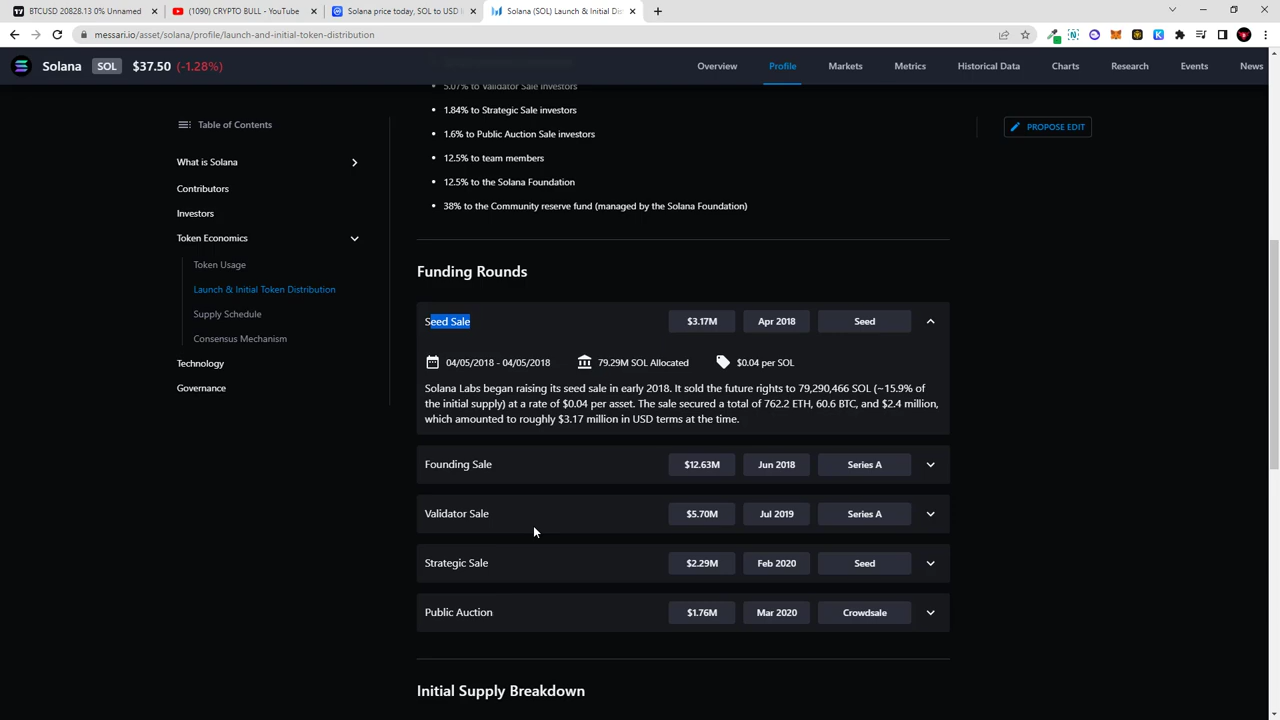 BTCUSD 20828.13 0% Unnamed
(1090) CRYPTO BULL - YouTube
Solana price today, SOL to USD l
Solana (SOL) Launch & Initial Dis
messari.io/asset/solana/profile/launch-and-initial-token-distribution
Solana SOL $37.50 (-1.28%)
Overview Profile Markets Metrics Historical Data Charts Research Events News
Table of Contents
What is Solana
Contributors
Investors
Token Economics
Token Usage
Launch & Initial Token Distribution
Supply Schedule
Consensus Mechanism
Technology
Governance
5.07% to Validator Sale investors
1.84% to Strategic Sale investors
1.6% to Public Auction Sale investors
12.5% to team members
12.5% to the Solana Foundation
38% to the Community reserve fund (managed by the Solana Foundation)
PROPOSE EDIT
Funding Rounds
Seed Sale $3.17M Apr 2018 Seed
04/05/2018 - 04/05/2018 79.29M SOL Allocated $0.04 per SOL
Solana Labs began raising its seed sale in early 2018. It sold the future rights to 79,290,466 SOL (~15.9% of
the initial supply) at a rate of $0.04 per asset. The sale secured a total of 762.2 ETH, 60.6 BTC, and $2.4 million,
which amounted to roughly $3.17 million in USD terms at the time.
Founding Sale $12.63M Jun 2018 Series A
Validator Sale $5.70M Jul 2019 Series A
Strategic Sale $2.29M Feb 2020 Seed
Public Auction $1.76M Mar 2020 Crowdsale
Initial Supply Breakdown